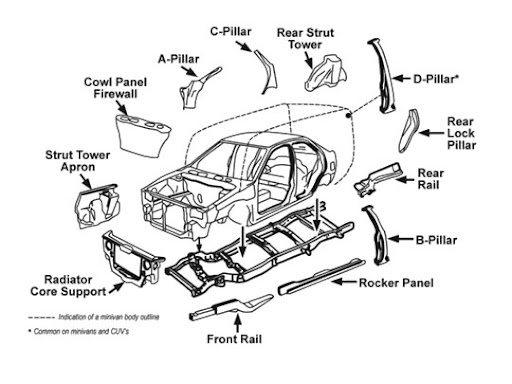 C-Pillar
Rear Strut
Tower
A-Pillar
D-Pillar*
Cowl Panel
Firewall
Rear
Lock
Pillar
Strut Tower
Apron
Rear
Rail
B-Pillar
Radiator
Core Support
Rocker Panel
Front Rail
Indication of a minivan body outline
* Common on minivans and CUV's